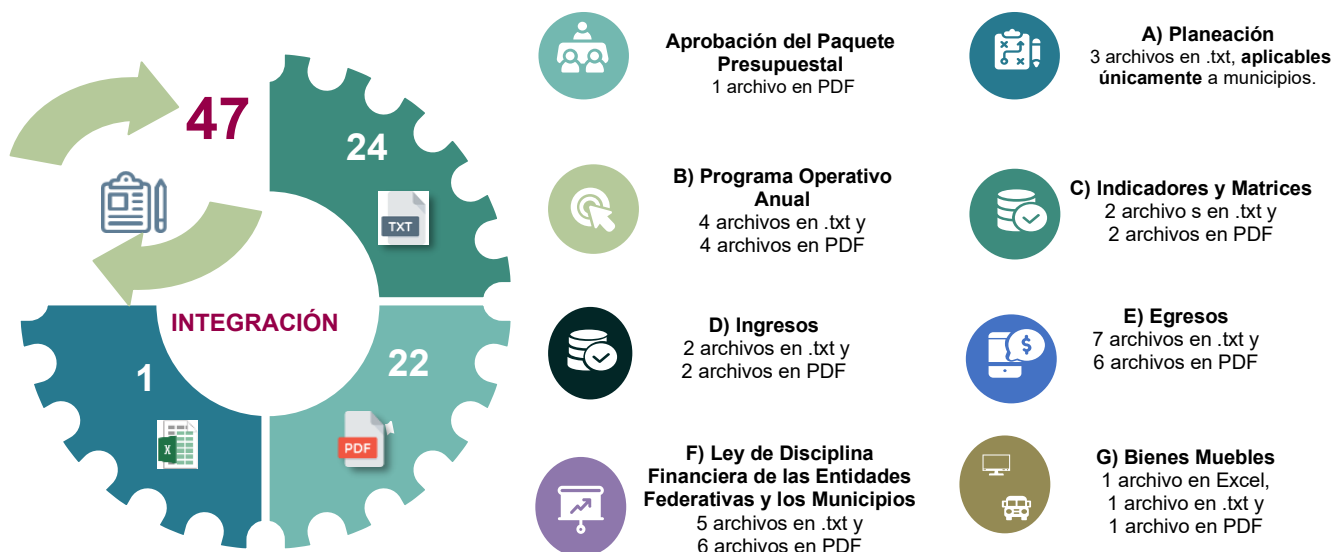 47
24
TXT
INTEGRACIÓN
1
X
22
PDF
Aprobación del Paquete
Presupuestal
1 archivo en PDF
A) Planeación
3 archivos en .txt, aplicables
únicamente a municipios.
B) Programa Operativo
Anual
4 archivos en .txt y
4 archivos en PDF
C) Indicadores y Matrices
2 archivo s en .txt y
2 archivos en PDF
D) Ingresos
2 archivos en .txt y
2 archivos en PDF
E) Egresos
7 archivos en .txt y
6 archivos en PDF
$
F) Ley de Disciplina
Financiera de las Entidades
Federativas y los Municipios
5 archivos en .txt y
6 archivos en PDF
G) Bienes Muebles
1 archivo en Excel,
1 archivo en .txt y
1 archivo en PDF